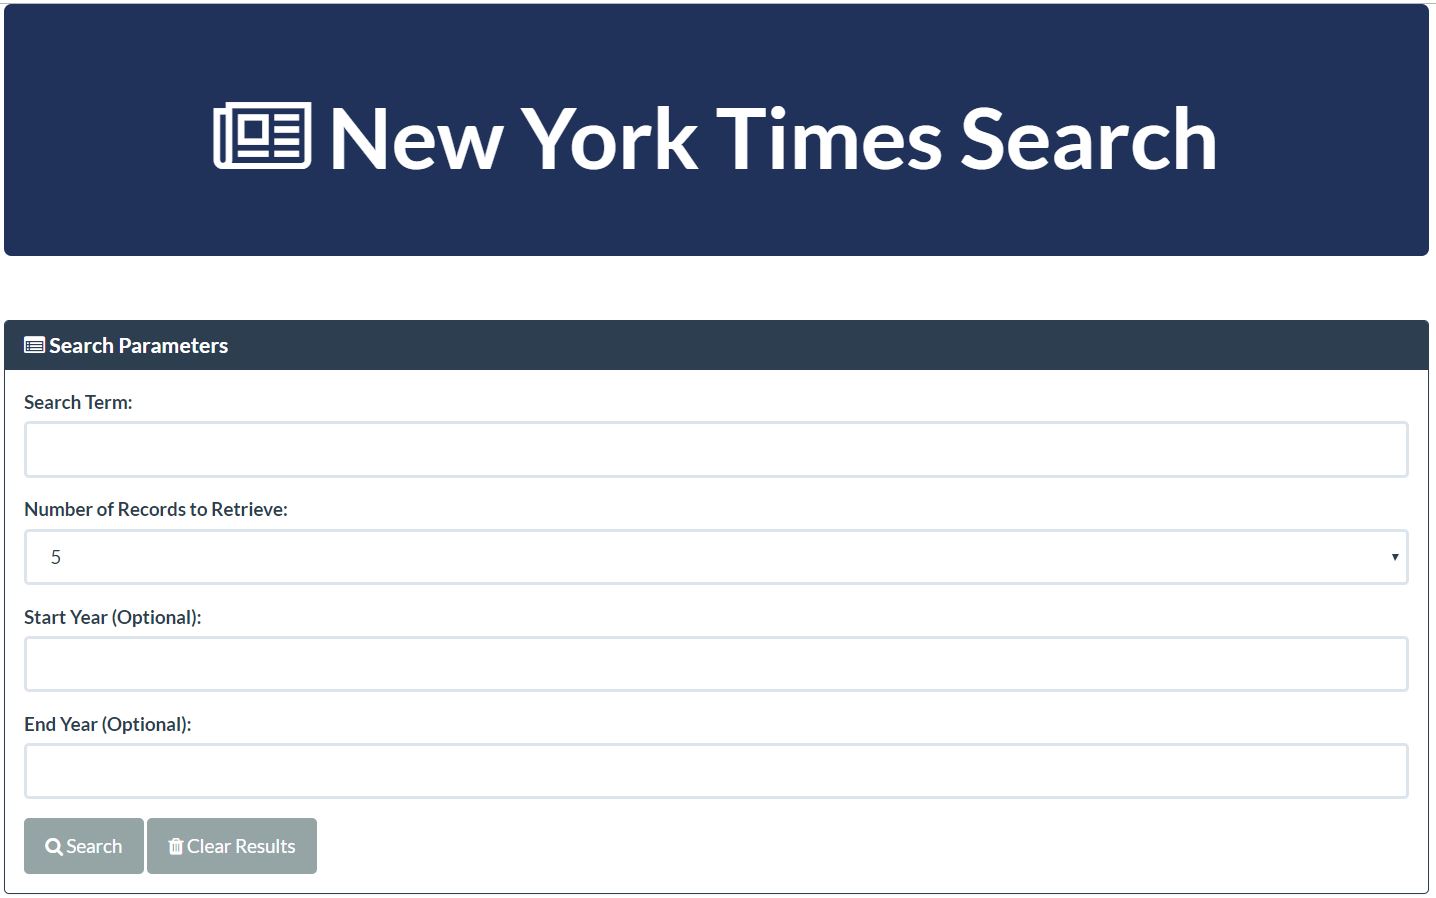 New York Times Search
Search Parameters
Search Term:
Number of Records to Retrieve:
5
Start Year (Optional):
End Year (Optional):
Search
Clear Results